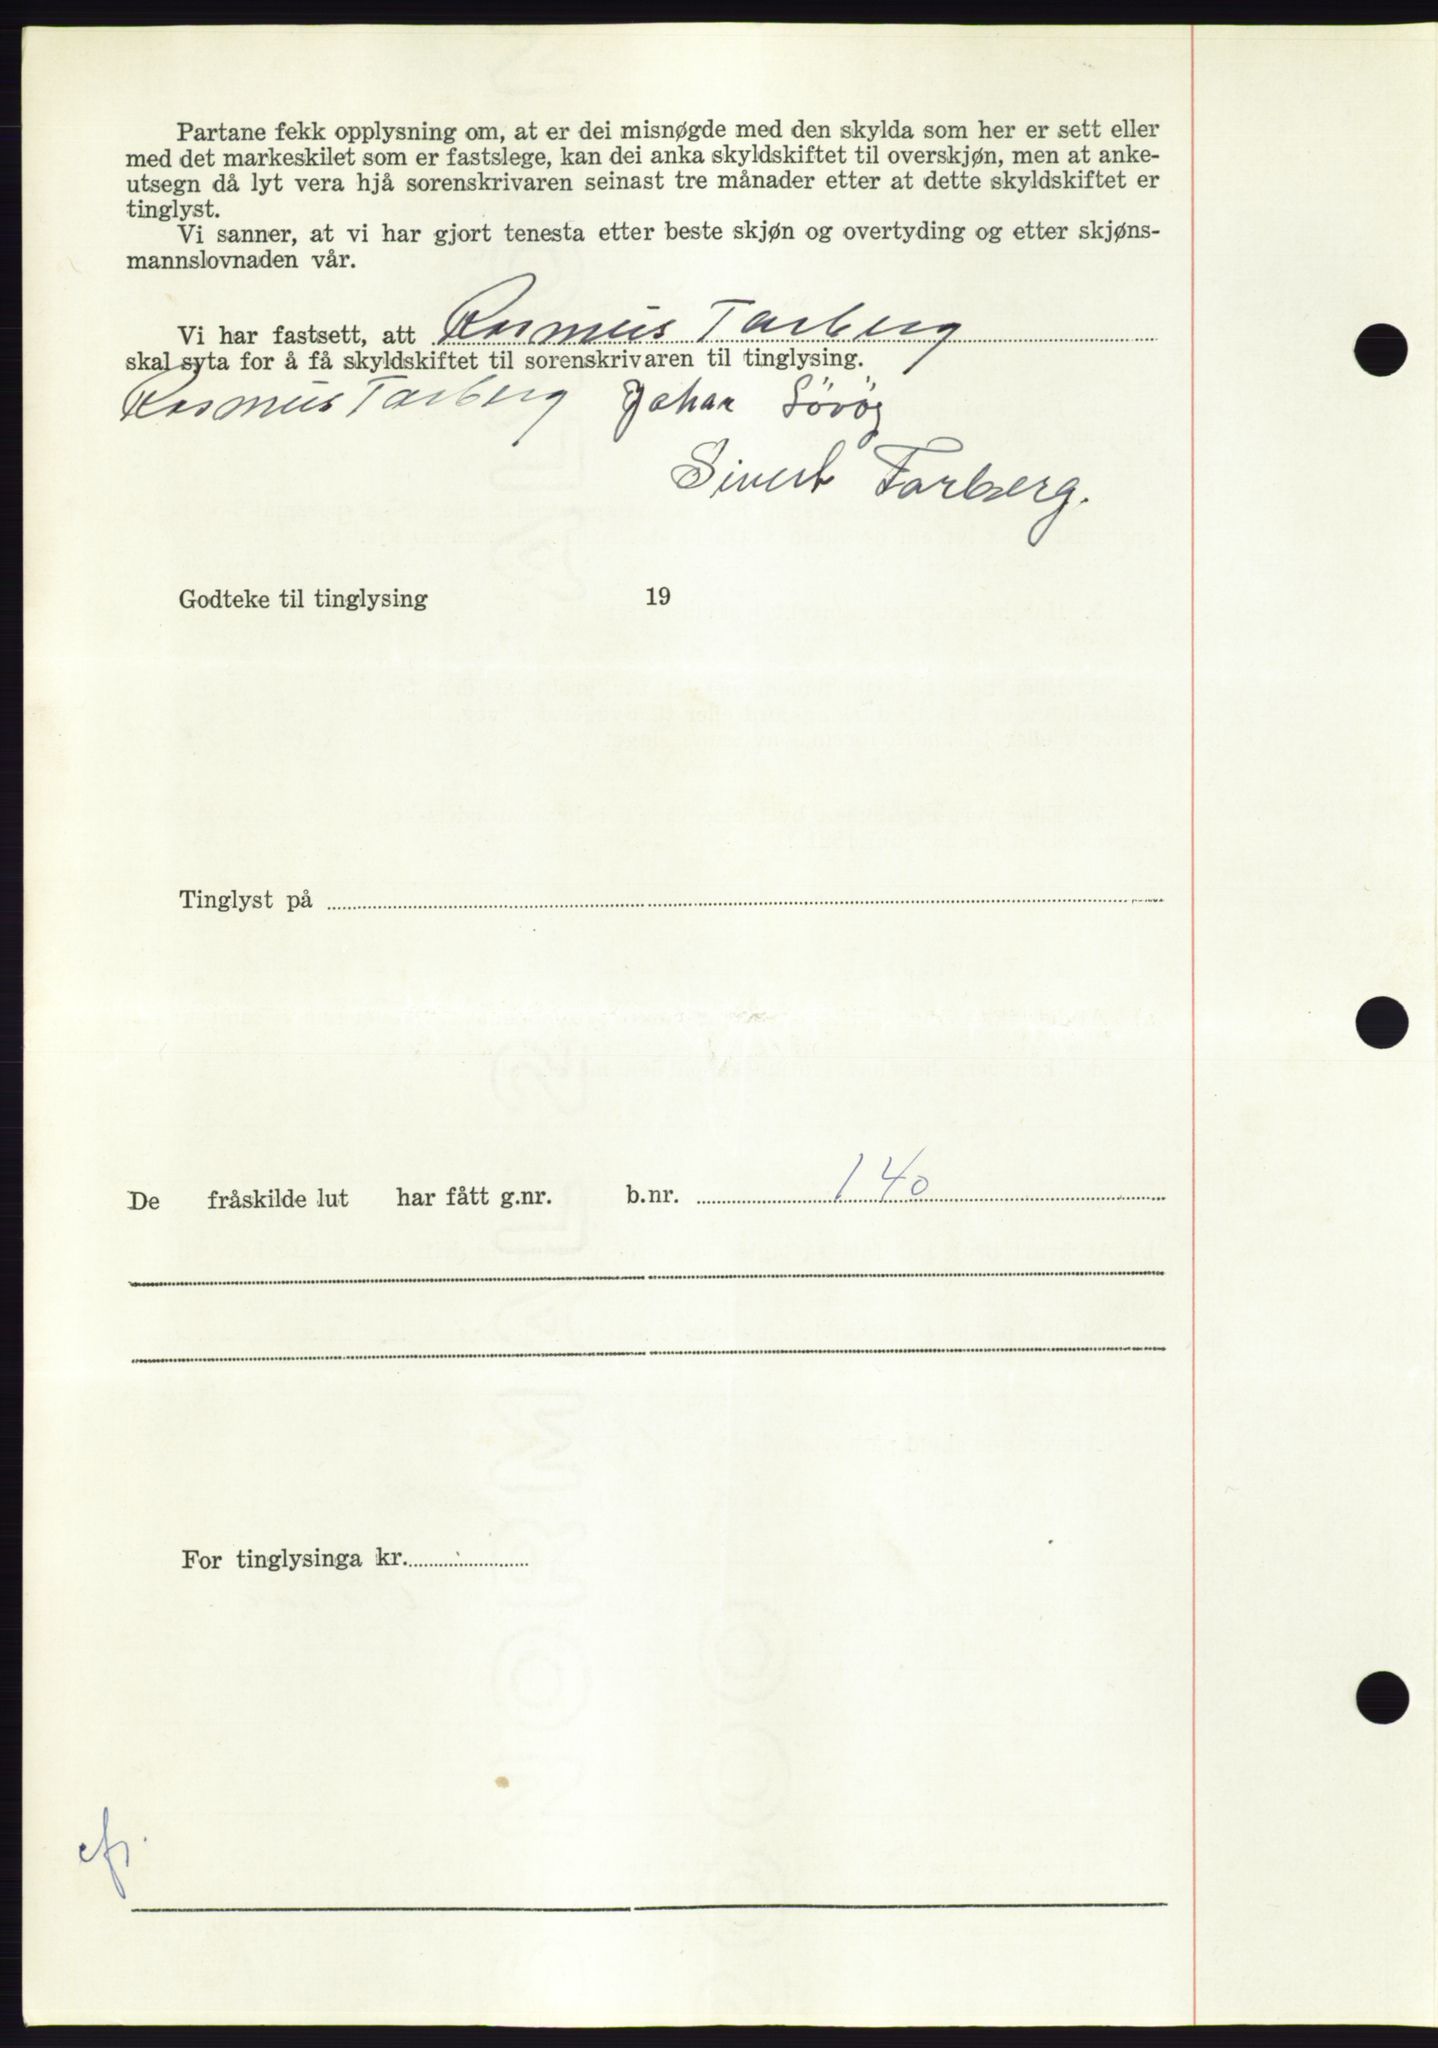 Partane fekk opplysning om, at er dei misnøgde med den skylda som her er sett eller
med det markeskilet som er fastslege, kan dei anka skyldskiftet til overskjøn, men at anke-
utsegn då lyt vera hjå sorenskrivaren seinast tre månader etter at dette skyldskiftet er
tinglyst.
Vi sanner, at vi har gjort tenesta etter beste skjøn og overtyding og etter skjøns-
mannslovnaden vår.
Vi har fastsett, att Rasmus Tarberg
skal syta for å få skyldskiftet til sorenskrivaren til tinglysing.
Rasmus Tarberg Johan
Sivert Tarberg.
Godteke til tinglysing 19
Tinglyst på
De fråskilde lut har fått g.nr. b.nr. 140
For tinglysinga kr.